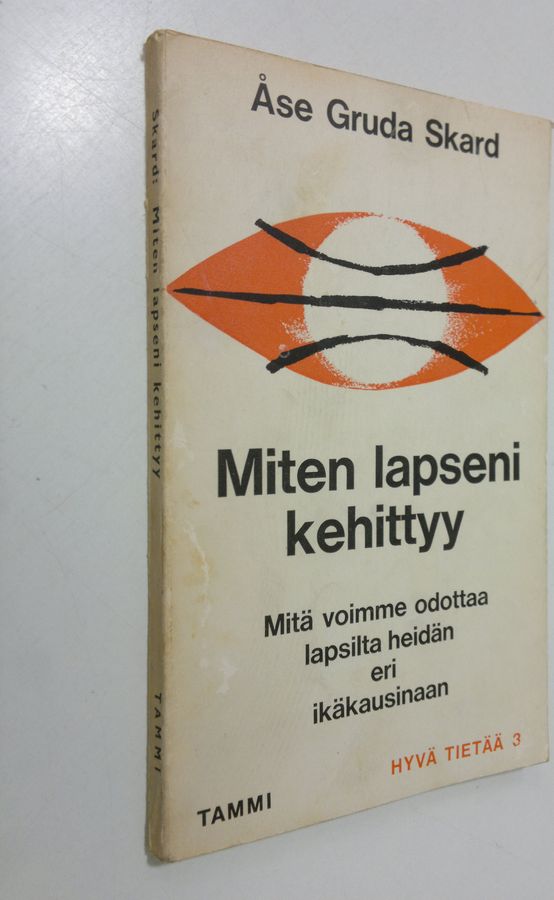 Åse Gruda Skard
Miten lapseni
kehittyy
Mitä voimme odottaa
lapsilta heidän
eri
ikäkausinaan
HYVÄ TIETÄÄ 3
TAMMI
Skard: Miten lapseni kehittyy
TAMMI